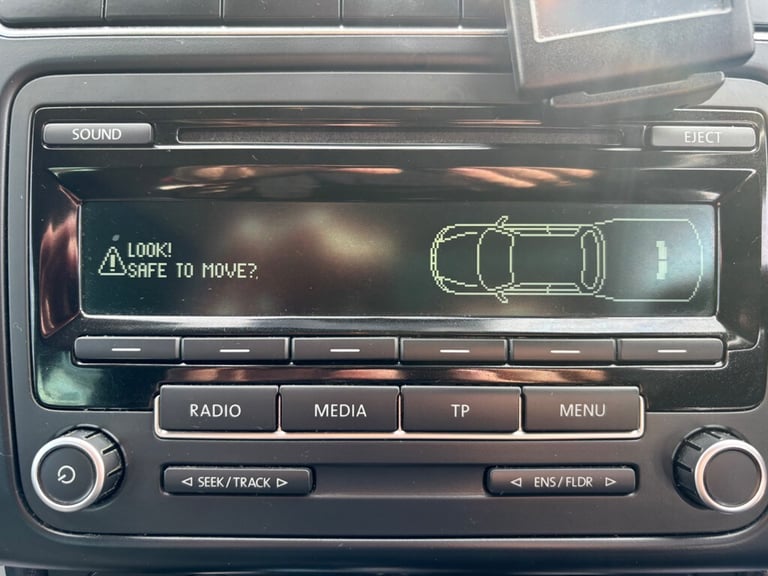 SOUND
EJECT
LOOK!
SAFE TO MOVE?
RADIO
MEDIA
TP
MENU
SEEK/TRACK
ENS/FLDR